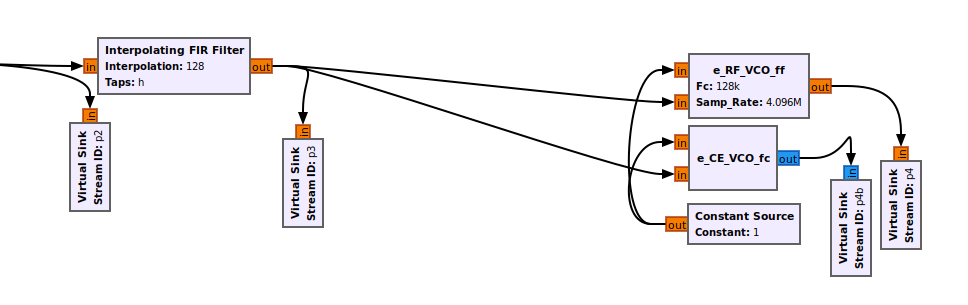 Interpolating FIR Filter
in
Interpolation: 128
out
Taps: h
in
Virtual Sink
Stream ID: p2
in
Virtual Sink
Stream ID: p3
in
e_RF_VCO_ff
Fc: 128k
out
in
Samp_Rate: 4.096M
in
e_CE_VCO_fc
out
in
Constant Source
out
Constant: 1
in
Virtual Sink
Stream ID: p4b
in
Virtual Sink
Stream ID: p4